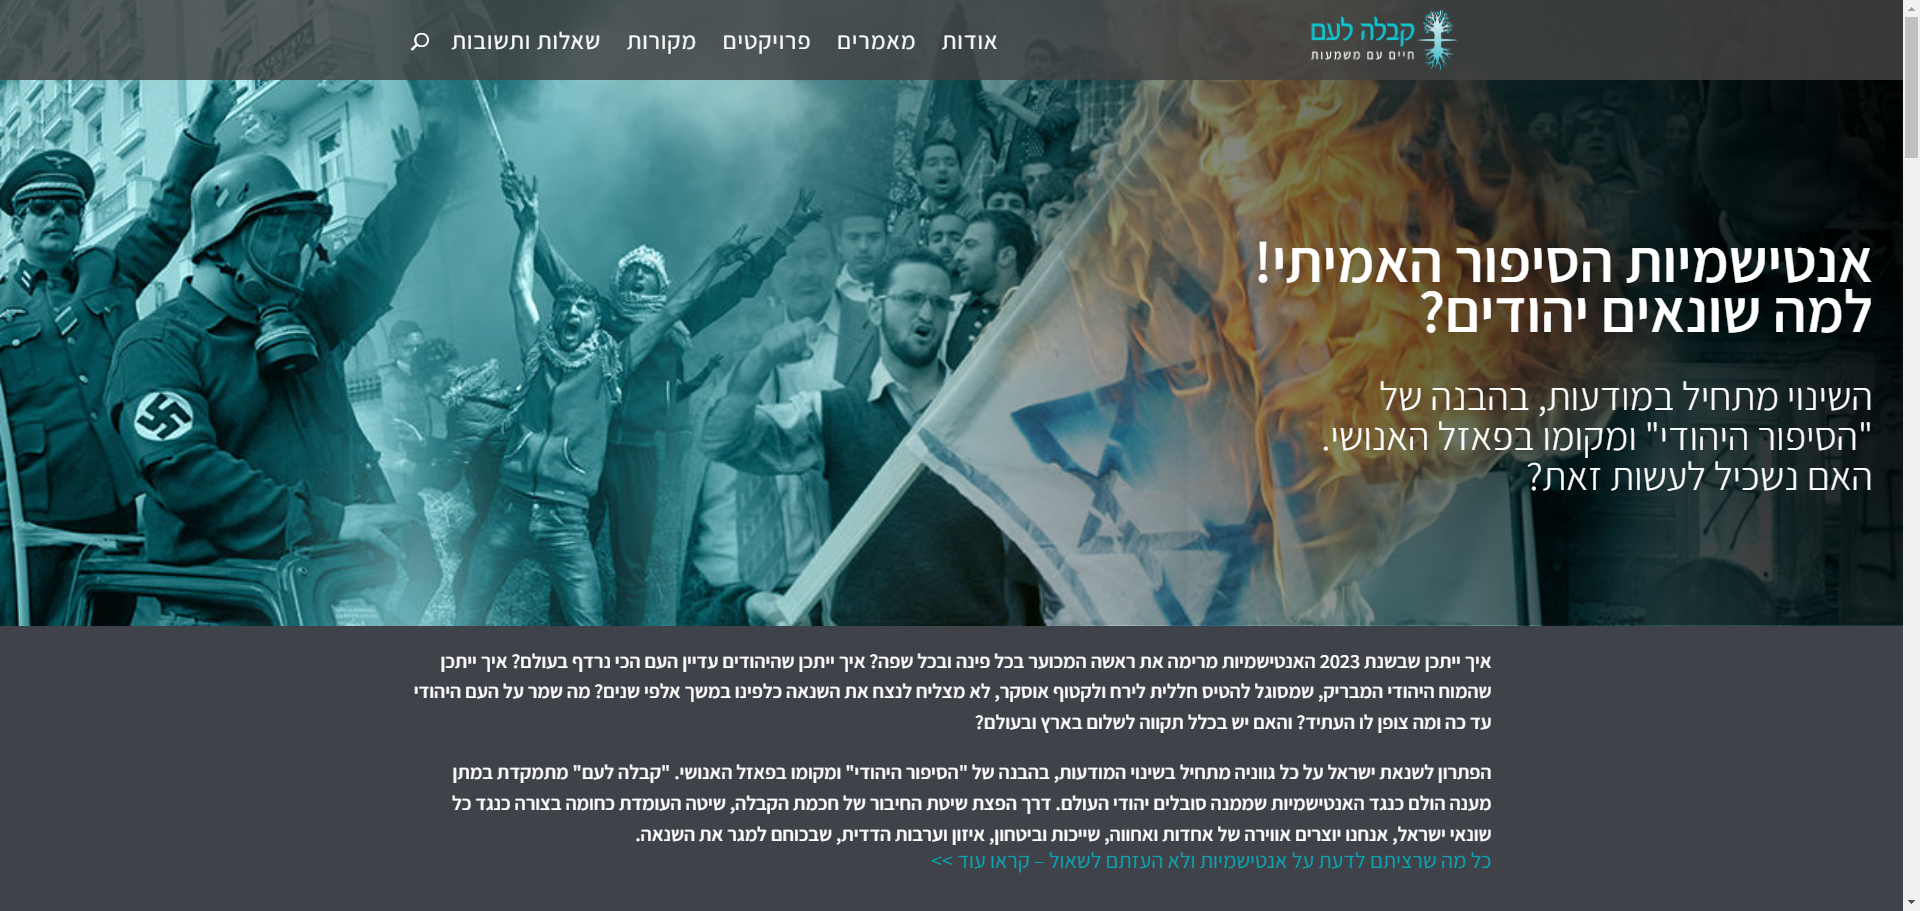 קבלה לעם
חיים עם משמעות
אודות
מאמרים
פרויקטים
מקורות
שאלות ותשובות
אנטישמיות הסיפור האמיתי!
למה שונאים יהודים?
השינוי מתחיל במודעות, בהבנה של
"הסיפור היהודי" ומקומו בפאזל האנושי.
האם נשכיל לעשות זאת?
איך ייתכן שבשנת 2023 האנטישמיות מרימה את ראשה המכוער בכל פינה ובכל שפה? איך ייתכן שהיהודים עדיין העם הכי נרדף בעולם? איך ייתכן
שהמוח היהודי המבריק, שמסוגל להטיס חללית לירח ולקטוף אוסקר, לא מצליח לנצח את השנאה כלפינו במשך אלפי שנים? מה שמר על העם היהודי
עד כה ומה צופן לו העתיד? והאם יש בכלל תקווה לשלום בארץ ובעולם?
הפתרון לשנאת ישראל על כל גווניה מתחיל בשינוי המודעות, בהבנה של "הסיפור היהודי" ומקומו בפאזל האנושי. "קבלה לעם" מתמקדת במתן
מענה הולם כנגד האנטישמיות שממנה סובלים יהודי העולם. דרך הפצת שיטת החיבור של חכמת הקבלה, שיטה העומדת כחומה בצורה כנגד כל
שונאי ישראל, אנחנו יוצרים אווירה של אחדות ואחווה, שייכות וביטחון, איזון וערבות הדדית, שבכוחם למגר את השנאה.
כל מה שרציתם לדעת על אנטישמיות ולא העזתם לשאול – קראו עוד >>